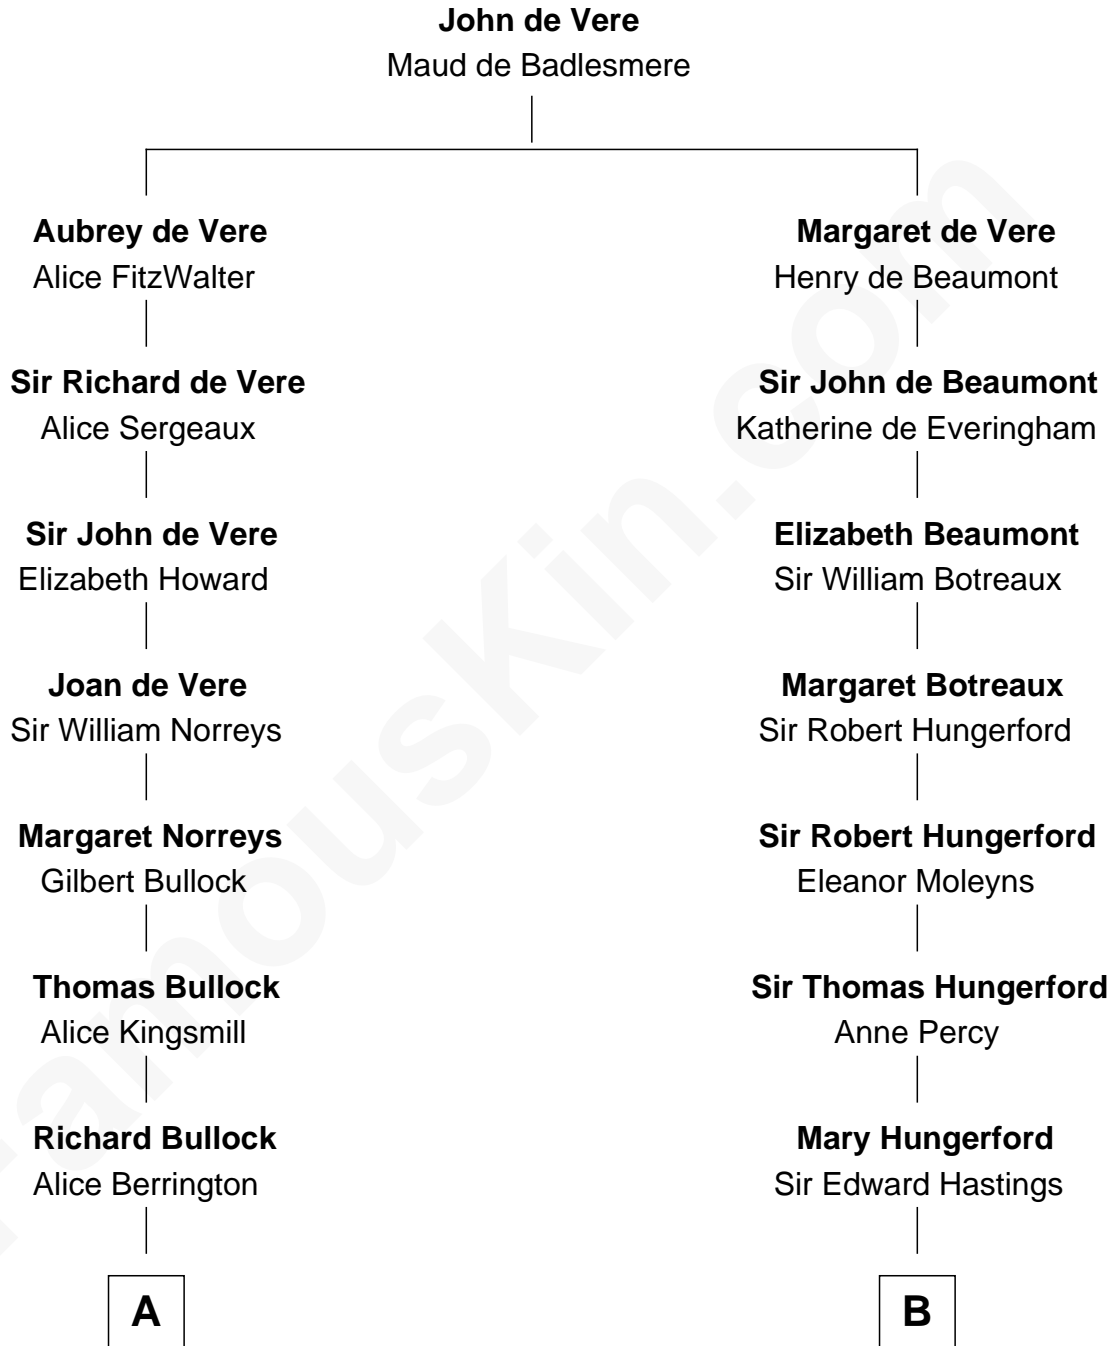 John de Vere
Maud de Badlesmere
Aubrey de Vere
Alice FitzWalter
Margaret de Vere
Henry de Beaumont
Sir Richard de Vere
Alice Sergeaux
Sir John de Beaumont
Katherine de Everingham
Sir John de Vere
Elizabeth Howard
Elizabeth Beaumont
Sir William Botreaux
Joan de Vere
Sir William Norreys
Margaret Botreaux
Sir Robert Hungerford
Margaret Norreys
Gilbert Bullock
Sir Robert Hungerford
Eleanor Moleyns
Thomas Bullock
Alice Kingsmill
Sir Thomas Hungerford
Anne Percy
Richard Bullock
Alice Berrington
Mary Hungerford
Sir Edward Hastings
A
B
FamousKin.com